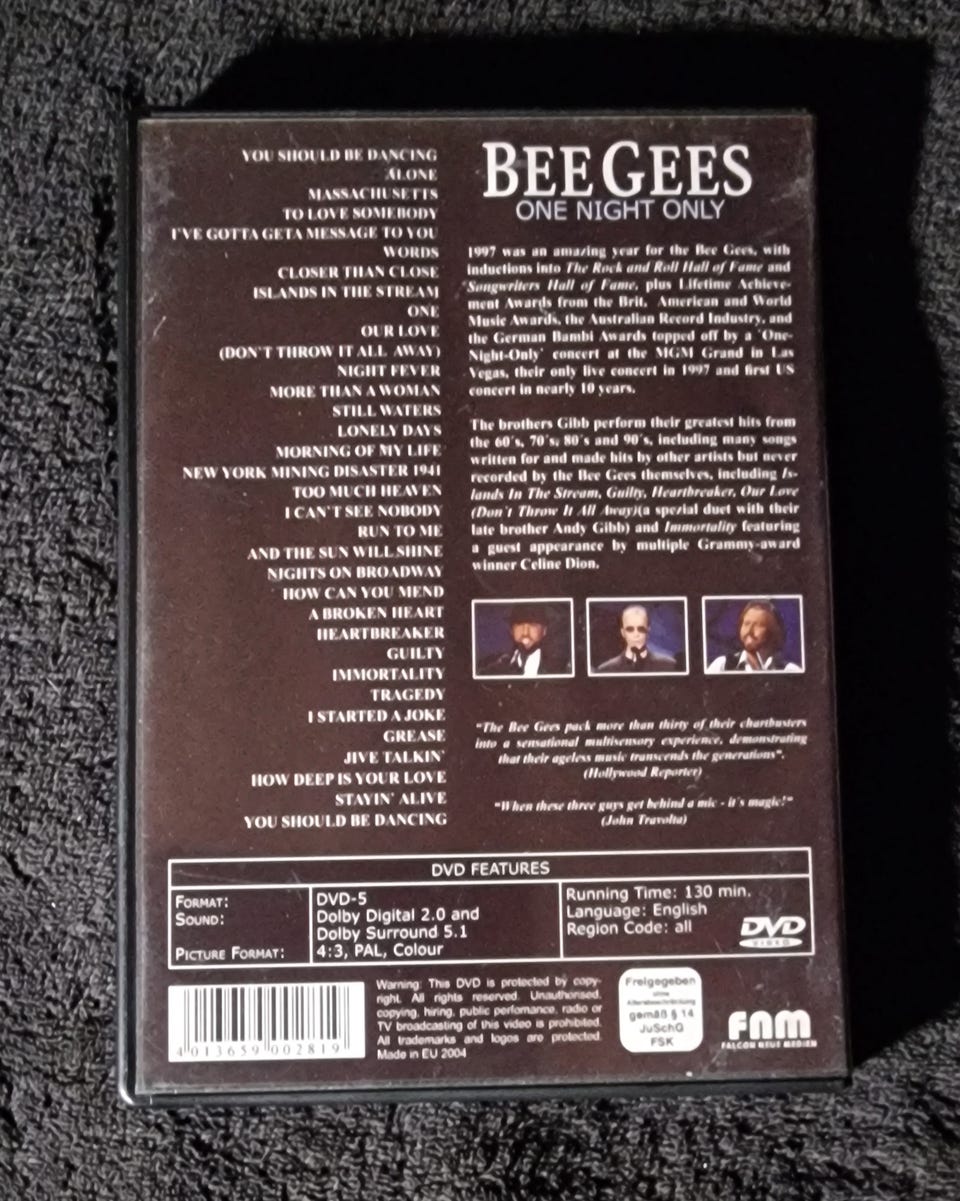 YOU SHOULD BE DANCING
ALONE
MASSACHUSETTS
TO LOVE SOMEBODY
I'VE GOTTA GETA MESSAGE TO YOU
WORDS
CLOSER THAN CLOSE
ISLANDS IN THE STREAM
ONE
OUR LOVE
(DON'T THROW IT ALL AWAY)
NIGHT FEVER
MORE THAN A WOMAN
STILL WATERS
LONELY DAYS
MORNING OF MY LIFE
NEW YORK MINING DISASTER 1941
TOO MUCH HEAVEN
I CAN'T SEE NOBODY
RUN TO ME
AND THE SUN WILL SHINE
NIGHTS ON BROADWAY
HOW CAN YOU MEND
A BROKEN HEART
HEARTBREAKER
GUILTY
IMMORTALITY
TRAGEDY
I STARTED A JOKE
GREASE
JIVE TALKIN'
HOW DEEP IS YOUR LOVE
STAYIN' ALIVE
YOU SHOULD BE DANCING
BEE GEES
ONE NIGHT ONLY
1997 was an amazing year for the Bee Gees, with
inductions into The Rock and Roll Hall of Fame and
Songwriters Hall of Fame, plus Lifetime Achieve-
ment Awards from the Brit, American and World
Music Awards, the Australian Record Industry, and
the German Bambi Awards topped off by a 'One-
Night-Only' concert at the MGM Grand in Las
Vegas, their only live concert in 1997 and first US
concert in nearly 10 years.
The brothers Gibb perform their greatest hits from
the 60's, 70's, 80's and 90's, including many songs
written for and made hits by other artists but never
recorded by the Bee Gees themselves, including Is-
lands In The Stream, Guilty, Heartbreaker, Our Love
(Don't Throw It All Away)(a spezial duet with their
late brother Andy Gibb) and Immortality featuring
a guest appearance by multiple Grammy-award
winner Celine Dion.
"The Bee Gees pack more than thirty of their chartbusters
into a sensational multisensory experience, demonstrating
that their ageless music transcends the generations".
(Hollywood Reporter)
"When these three guys get behind a mic - it's magic!"
(John Travolta)
DVD FEATURES
FORMAT: DVD-5
SOUND: Dolby Digital 2.0 and
Dolby Surround 5.1
PICTURE FORMAT: 4:3, PAL, Colour
Running Time: 130 min.
Language: English
Region Code: all
DVD
VIDEO
4 013659 002819
Warning: This DVD is protected by copy-
right. All rights reserved. Unauthorised,
copying, hiring, public perfomance, radio or
TV broadcasting of this video is prohibited.
All trademarks and logos are protected.
Made in EU 2004
Freigegeben
ohne
Altersbeschränkung
gemäß § 14
JuSchG
FSK
FNM
FALCON NEUE MEDIEN